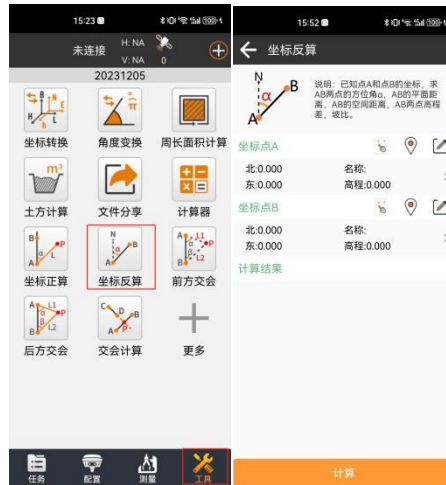 15:23
100
未连接
H: NA
V: NA
0
20231205
坐标转换
角度变换
周长面积计算
m³
土方计算
文件分享
计算器
坐标正算
坐标反算
前方交会
后方交会
交会计算
更多
任务
配置
测量
工具
15:52
100
坐标反算
N
B
α
A
说明：已知点A和点B的坐标，求
AB两点的方位角α，AB的平面距
离，AB的空间距离，AB两点高程
差，坡比。
坐标点A
北:0.000
名称:
东:0.000
高程:0.000
坐标点B
北:0.000
名称:
东:0.000
高程:0.000
计算结果
计算